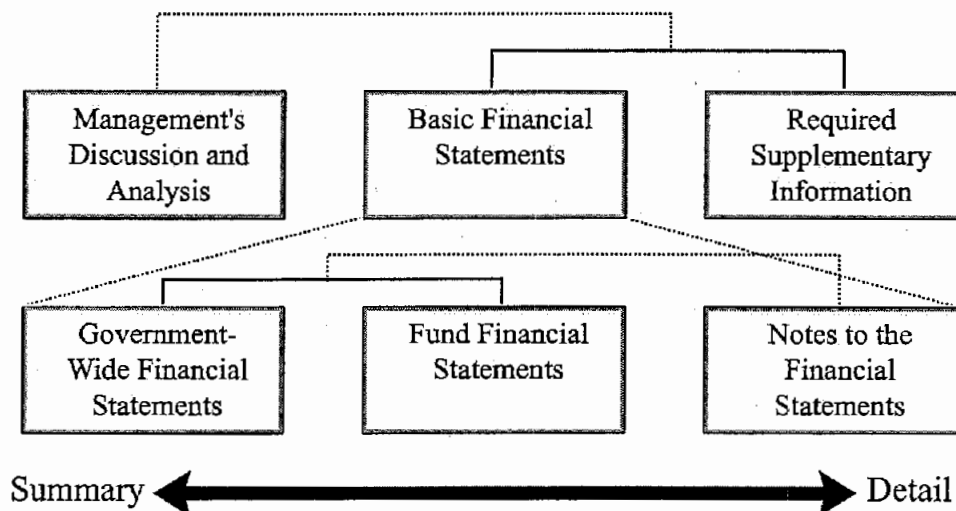 Management's
Discussion and
Analysis
Basic Financial
Statements
Required
Supplementary
Information
Government-
Wide Financial
Statements
Fund Financial
Statements
Notes to the
Financial
Statements
Summary
Detail